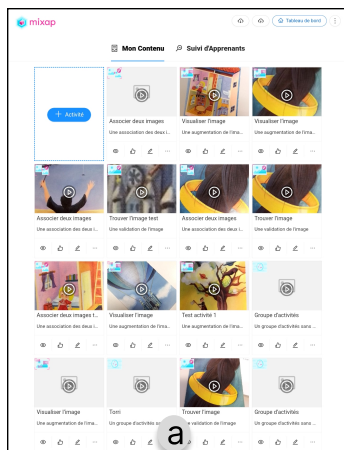 mixap
Tableau de bord
Mon Contenu Suivi d'Apprenants
+ Activité
Associer deux images
Une association des deux i...
Visualiser l'image
Une augmentation de l'ima...
Visualiser l'image
Une augmentation de l'ima...
Associer deux images
Une association des deux i...
Trouver l'image test
Une validation de l'image
Associer deux images
Une association des deux i...
Trouver l'image
Une validation de l'image
Associer deux images t...
Une association des deux i...
Visualiser l'image
Une augmentation de l'ima...
Test activité 1
Une augmentation de l'ima...
Groupe d'activités
Un groupe d'activités sans ...
Visualiser l'image
Une augmentation de l'ima...
Torri
Un groupe d'activités
Trouver l'image
validation de l'image
Groupe d'activités
Un groupe d'activités sans ...
a